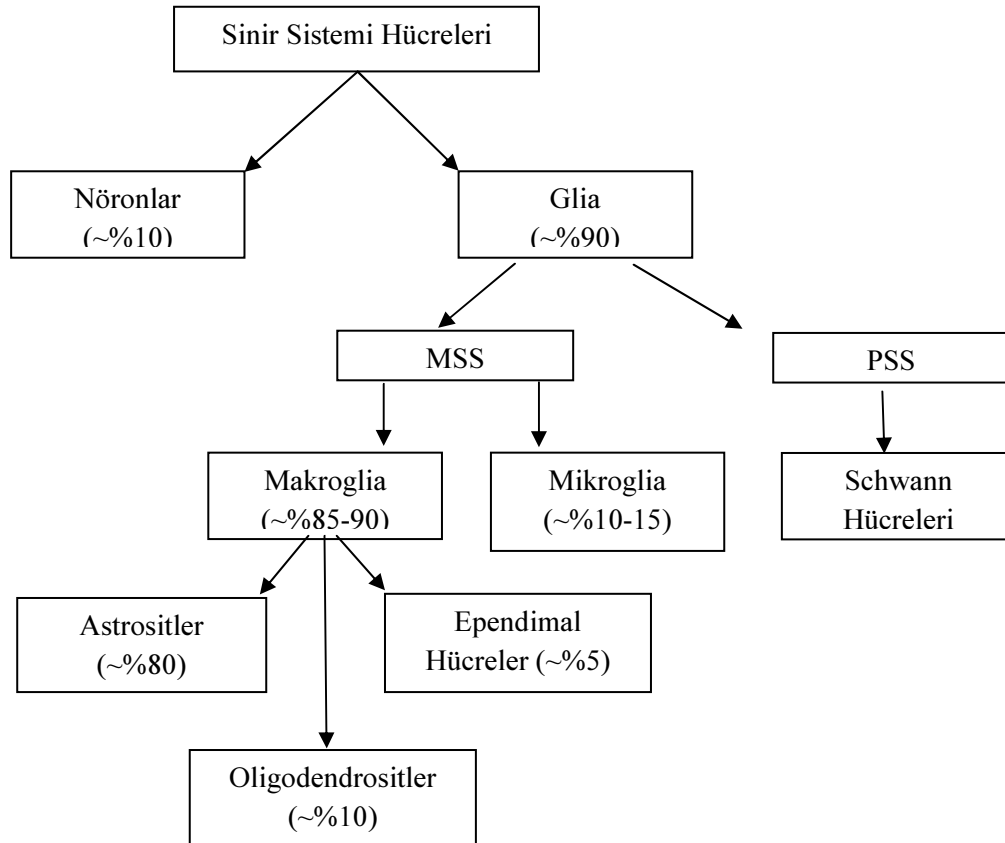 Sinir Sistemi Hücreleri
Nöronlar
(~%10)
Glia
(~%90)
MSS
PSS
Makroglia
(~%85-90)
Mikroglia
(~%10-15)
Schwann
Hücreleri
Astrositler
(~%80)
Ependimal
Hücreler (~%5)
Oligodendrositler
(~%10)